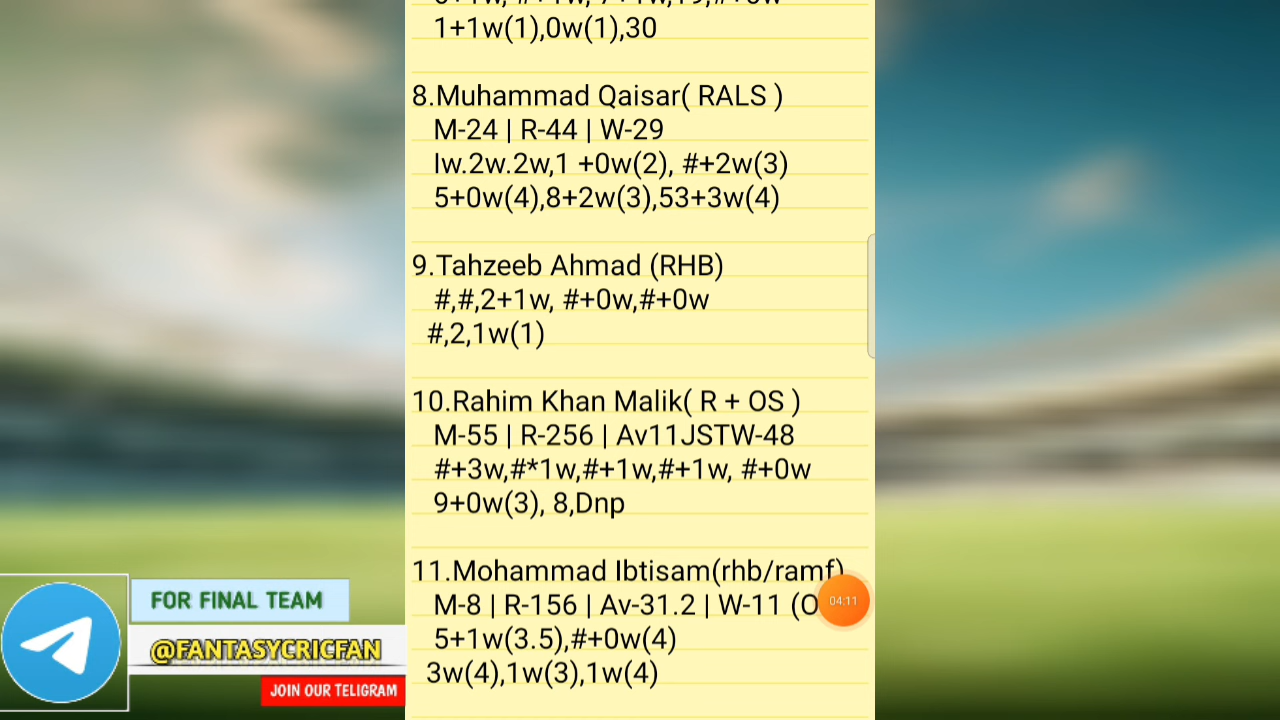 1+1w(1),0w(1),30
8.Muhammad Qaisar( RALS )
M-24 | R-44 | W-29
Iw.2w.2w,1 +0w(2), #+2w(3)
5+0w(4),8+2w(3),53+3w(4)
9.Tahzeeb Ahmad (RHB)
#,#,2+1w, #+0w,#+0w
#,2,1w(1)
10.Rahim Khan Malik( R + OS )
M-55 | R-256 | Av11JSTW-48
#+3w,#*1w,#+1w,#+1w, #+0w
9+0w(3), 8,Dnp
11.Mohammad Ibtisam(rhb/ramf)
M-8 | R-156 | Av-31.2 | W-11 (O
04:11
5+1w(3.5),#+0w(4)
3w(4),1w(3),1w(4)
FOR FINAL TEAM
@FANTASYCRICFAN
JOIN OUR TELIGRAM